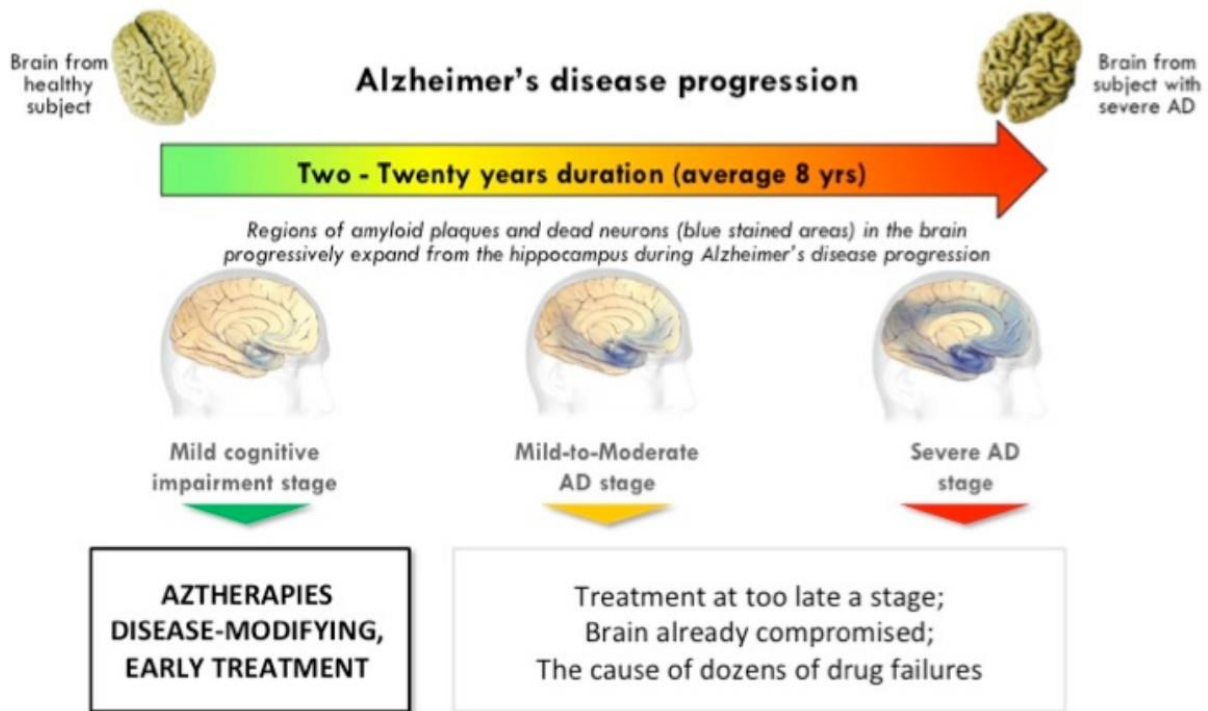 Brain from
healthy
subject
Alzheimer's disease progression
Brain from
subject with
severe AD
Two - Twenty years duration (average 8 yrs)
Regions of amyloid plaques and dead neurons (blue stained areas) in the brain
progressively expand from the hippocampus during Alzheimer's disease progression
Mild cognitive
impairment stage
Mild-to-Moderate
AD stage
Severe AD
stage
AZTHERAPIES
DISEASE-MODIFYING,
EARLY TREATMENT
Treatment at too late a stage;
Brain already compromised;
The cause of dozens of drug failures